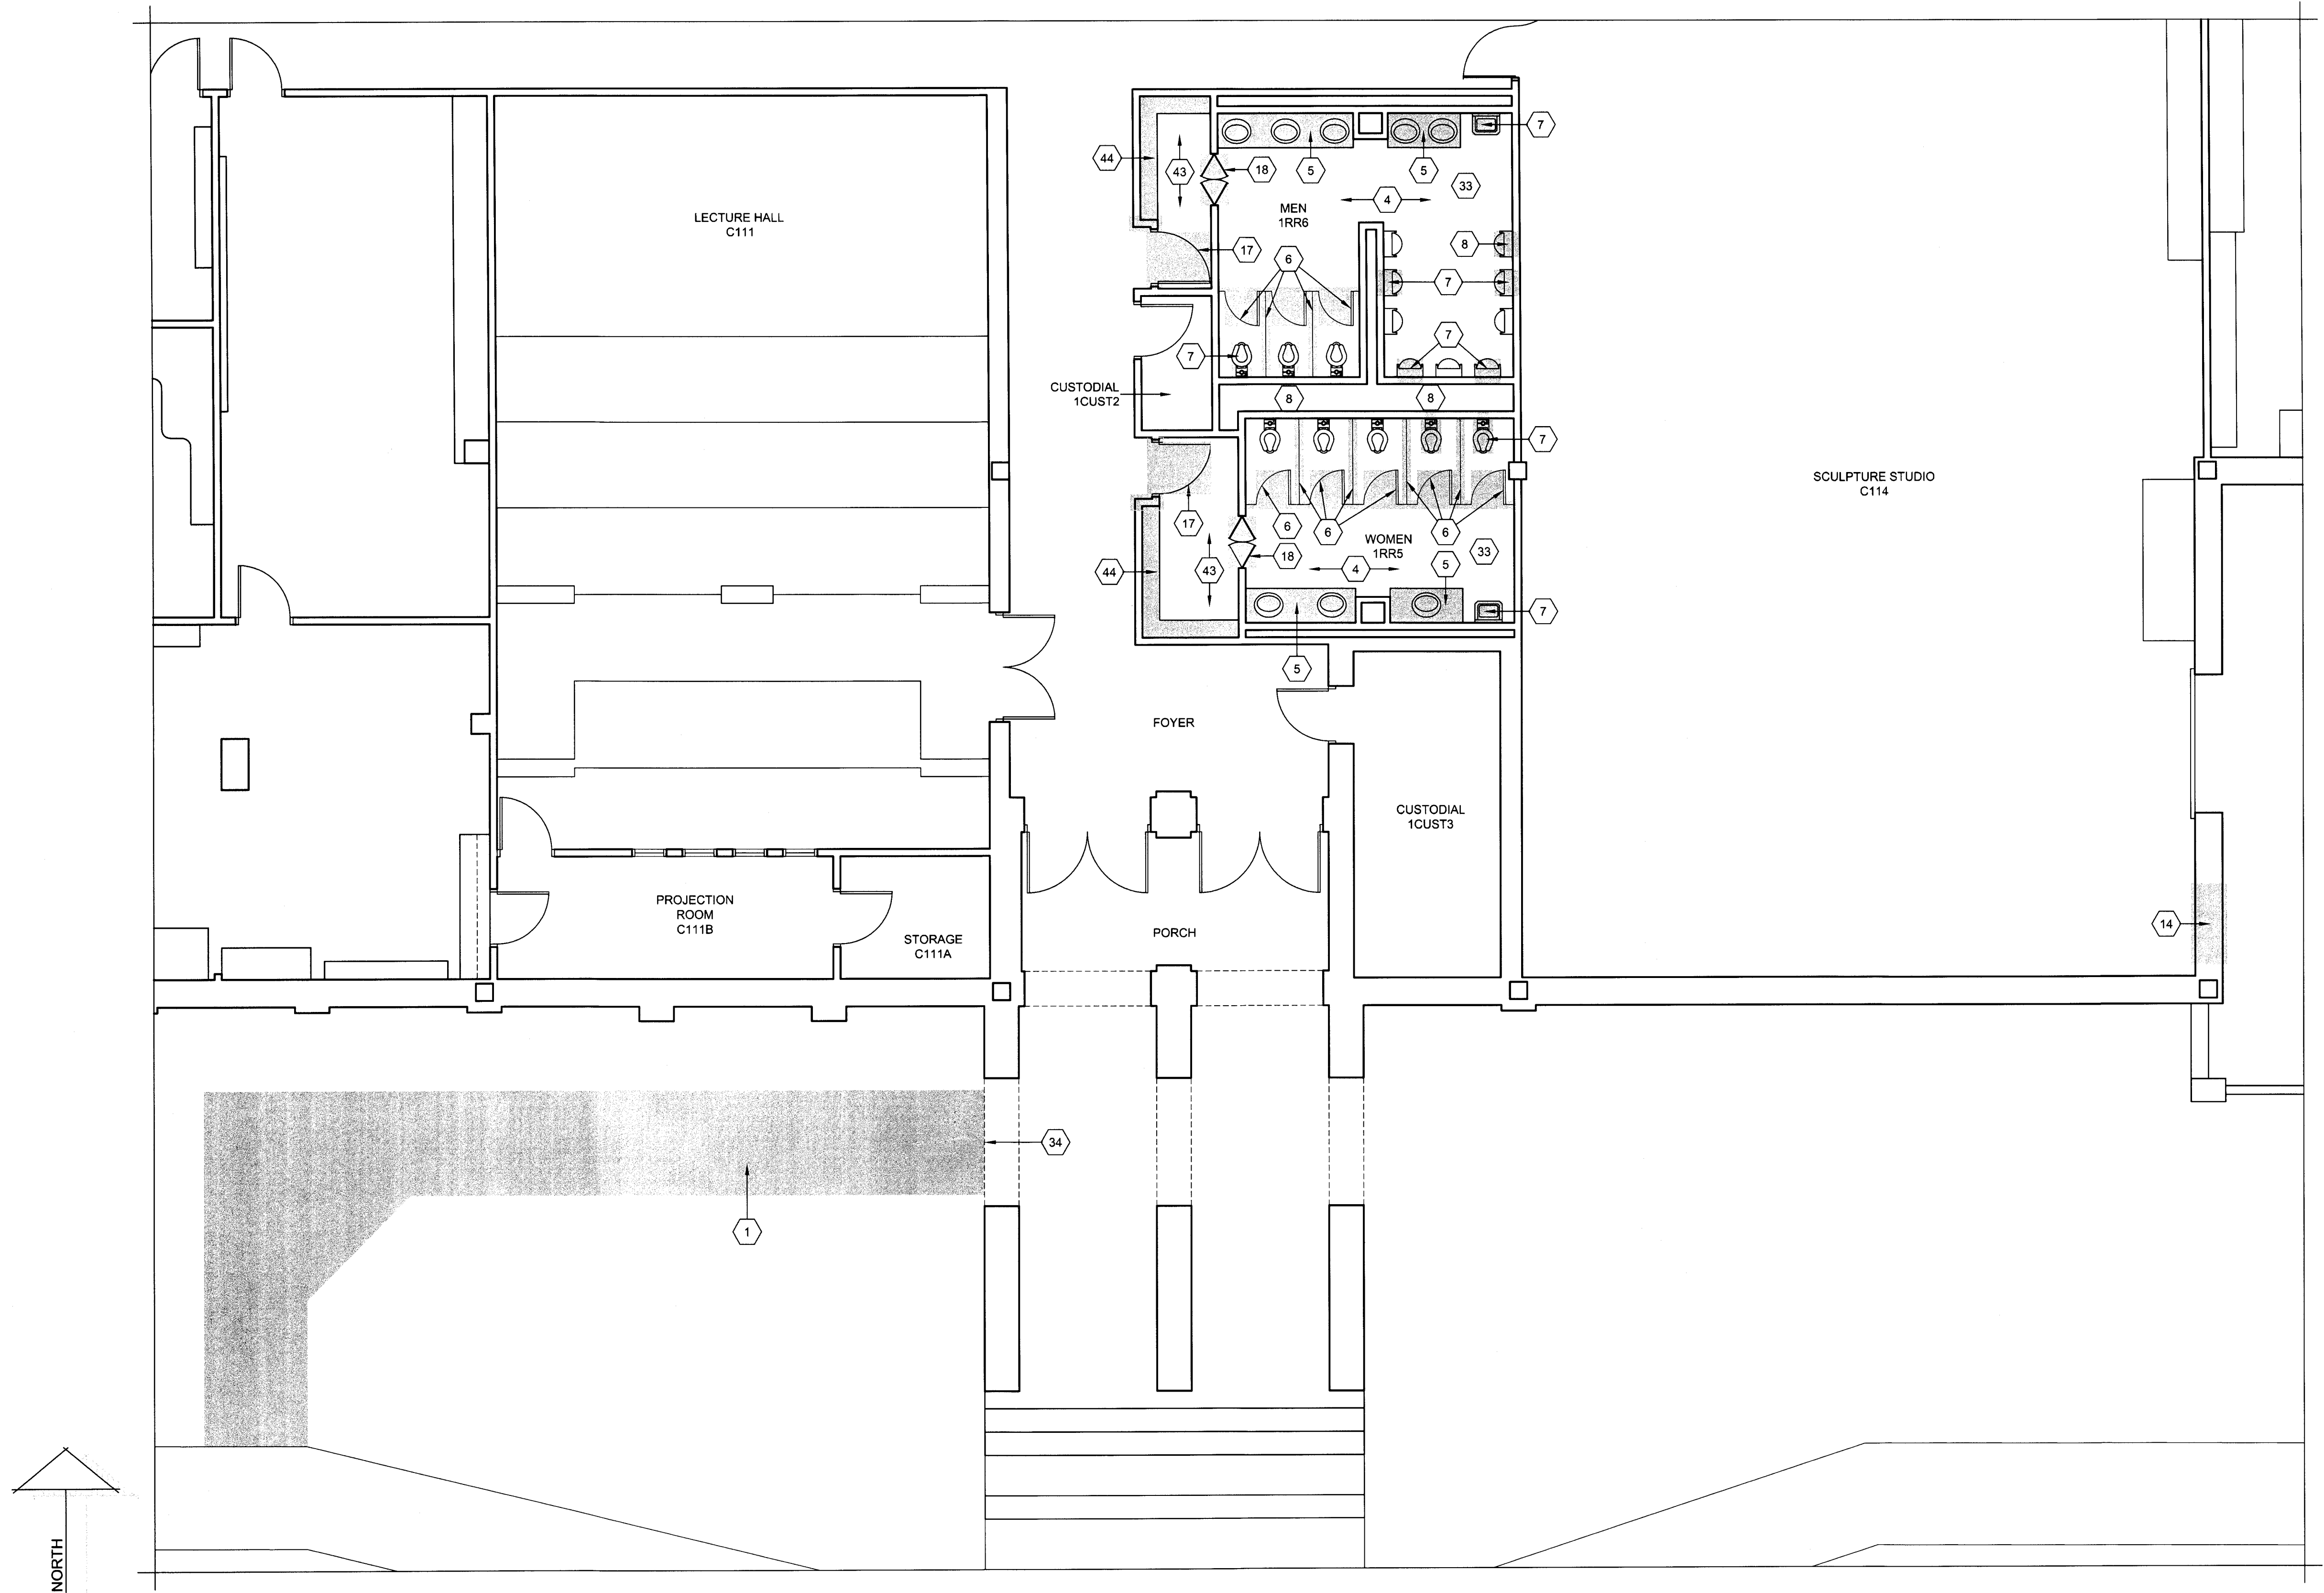 7
44
43
18
5
5
33
4
MEN
1RR6
LECTURE HALL
C111
8
17
6
7
7
7
CUSTODIAL
1CUST2
8
8
7
SCULPTURE STUDIO
C114
17
6
6
6
WOMEN
1RR5
33
18
5
44
43
4
7
5
FOYER
CUSTODIAL
1CUST3
PROJECTION
ROOM
C111B
14
PORCH
STORAGE
C111A
34
1
NORTH